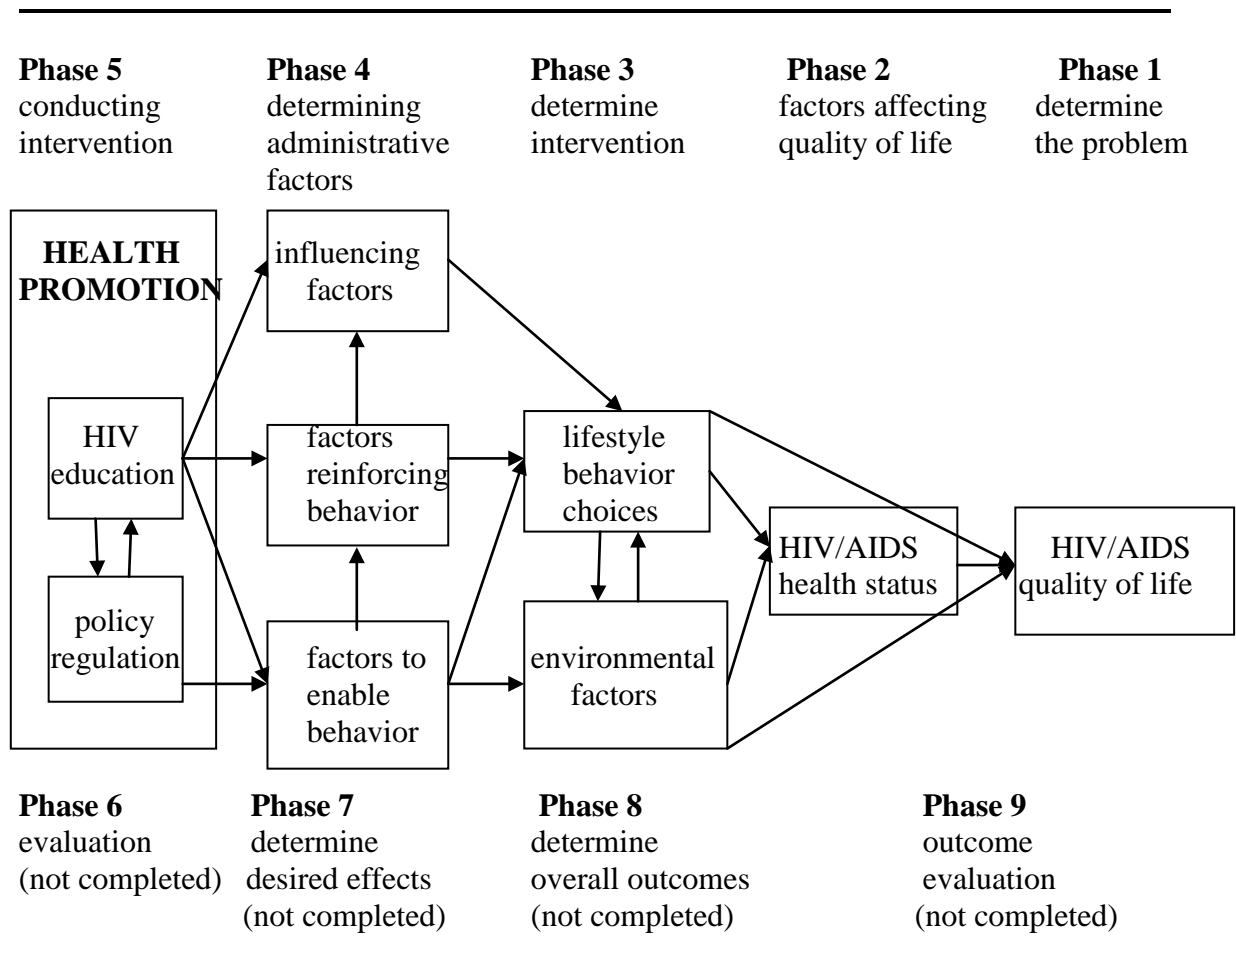 Phase 5
conducting
intervention
Phase 4
determining
administrative
factors
Phase 3
determine
intervention
Phase 2
factors affecting
quality of life
Phase 1
determine
the problem
HEALTH
PROMOTION
HIV
education
policy
regulation
influencing
factors
factors
reinforcing
behavior
factors to
enable
behavior
lifestyle
behavior
choices
environmental
factors
HIV/AIDS
health status
HIV/AIDS
quality of life
Phase 6
evaluation
(not completed)
Phase 7
determine
desired effects
(not completed)
Phase 8
determine
overall outcomes
(not completed)
Phase 9
outcome
evaluation
(not completed)